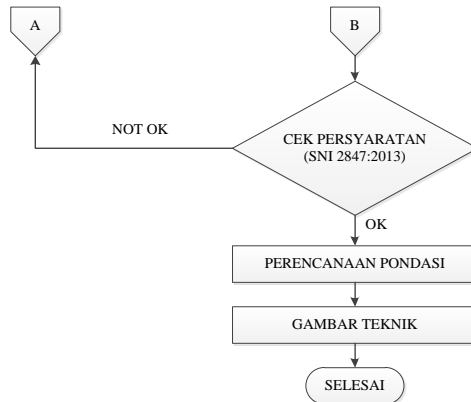 A
B
NOT OK
CEK PERSYARATAN
(SNI 2847:2013)
OK
PERENCANAAN PONDASI
GAMBAR TEKNIK
SELESAI